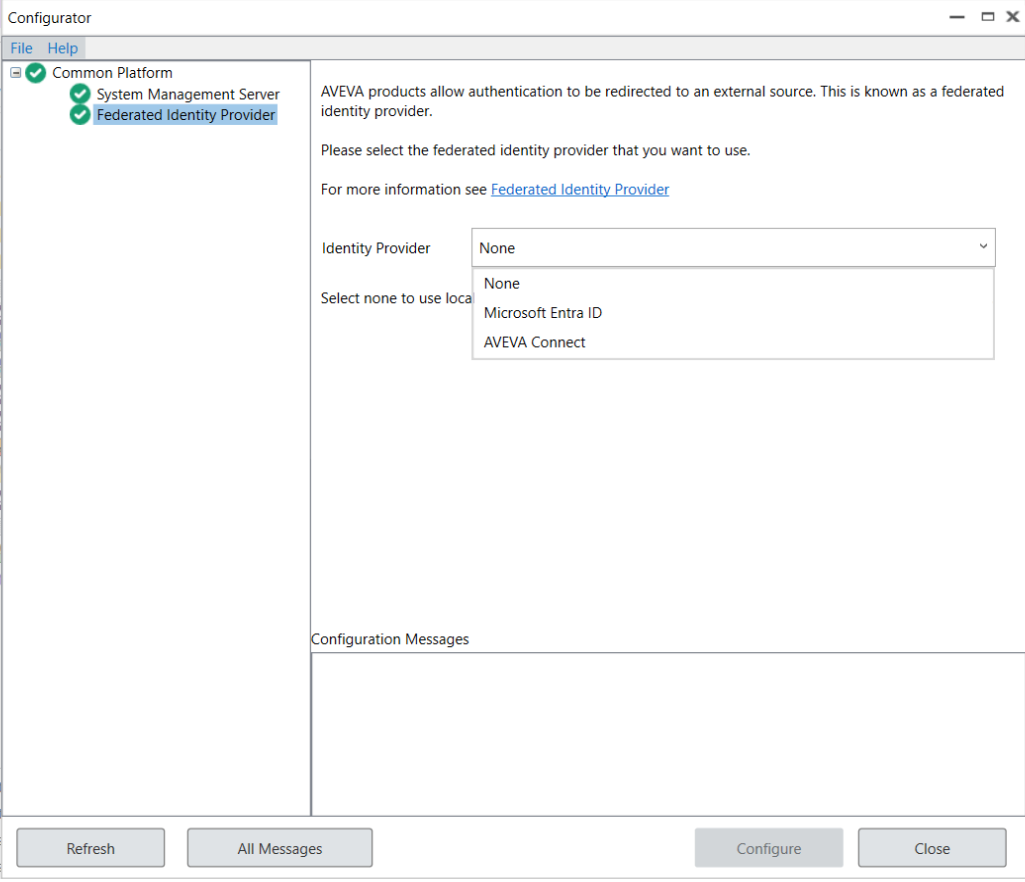 Configurator
File Help
Common Platform
System Management Server
Federated Identity Provider
AVEVA products allow authentication to be redirected to an external source. This is known as a federated
identity provider.
Please select the federated identity provider that you want to use.
For more information see Federated Identity Provider
Identity Provider None
None
Select none to use loca
Microsoft Entra ID
AVEVA Connect
Configuration Messages
Refresh All Messages Configure Close